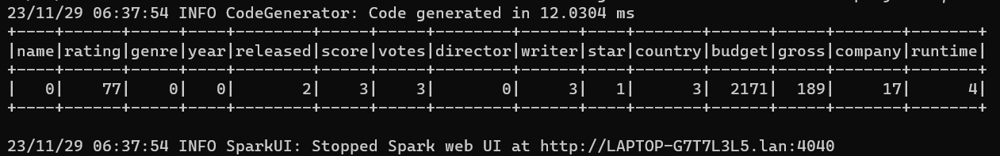 23/11/29 06:37:54 INFO CodeGenerator: Code generated in 12.0304 ms
+----+------+-----+----+--------+-----+-----+--------+------+----+-------+------+-----+-------+-------+
|name|rating|genre|year|released|score|votes|director|writer|star|country|budget|gross|company|runtime|
+----+------+-----+----+--------+-----+-----+--------+------+----+-------+------+-----+-------+-------+
|   0|    77|    0|   0|       2|    3|    3|       0|     3|   1|      3|  2171|  189|     17|      4|
+----+------+-----+----+--------+-----+-----+--------+------+----+-------+------+-----+-------+-------+
23/11/29 06:37:54 INFO SparkUI: Stopped Spark web UI at http://LAPTOP-G7T7L3L5.lan:4040